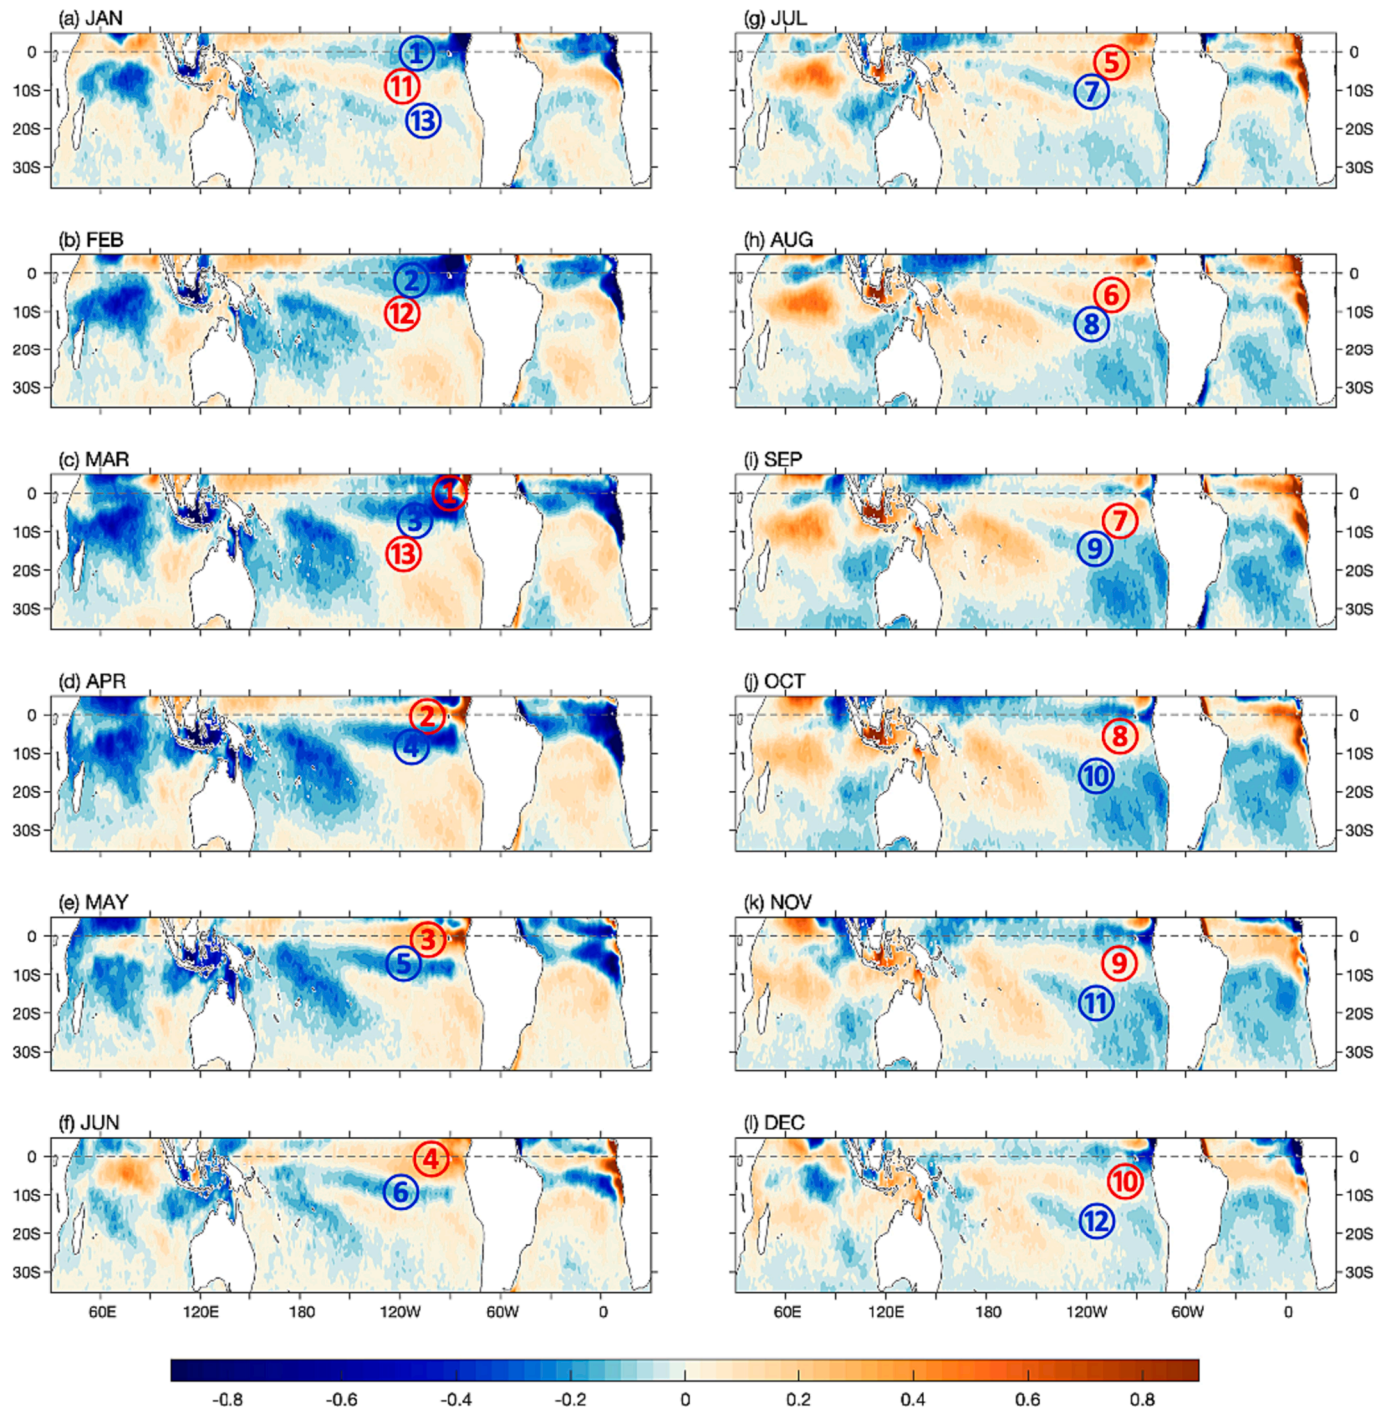 (a) JAN
0
10S
20S
30S
1
11
13
(g) JUL
0
10S
20S
30S
5
7
(b) FEB
0
10S
20S
30S
2
12
(h) AUG
0
10S
20S
30S
6
8
(c) MAR
0
10S
20S
30S
1
3
13
(i) SEP
0
10S
20S
30S
7
9
(d) APR
0
10S
20S
30S
2
4
(j) OCT
0
10S
20S
30S
8
10
(e) MAY
0
10S
20S
30S
3
5
(k) NOV
0
10S
20S
30S
9
11
(f) JUN
0
10S
20S
30S
4
6
60E 120E 180 120W 60W 0
(l) DEC
0
10S
20S
30S
10
12
60E 120E 180 120W 60W 0
-0.8 -0.6 -0.4 -0.2 0 0.2 0.4 0.6 0.8